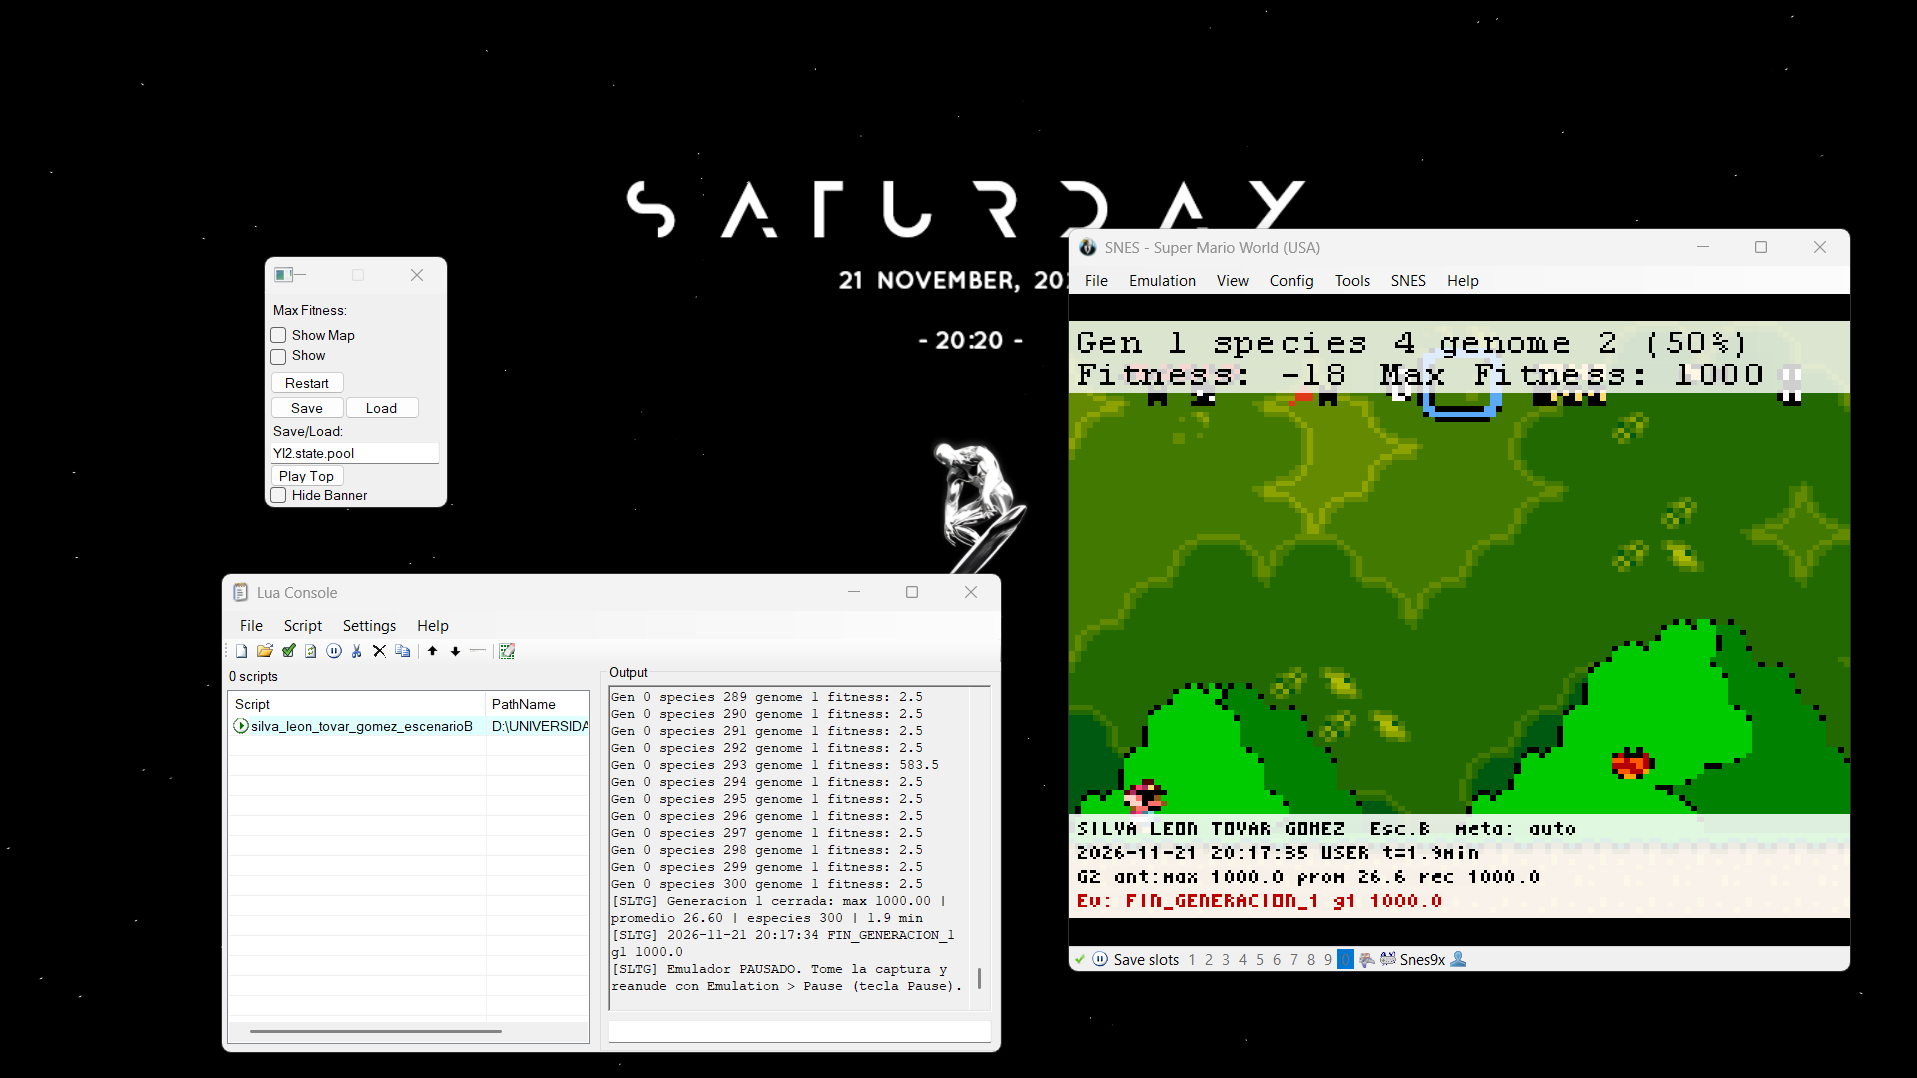 SATURDAY
21 NOVEMBER, 20
- 20:20 -
Max Fitness:
Show Map
Show
Restart
Save
Load
Save/Load:
YI2.state.pool
Play Top
Hide Banner
Lua Console
File Script Settings Help
0 scripts
Script PathName
silva_leon_tovar_gomez_escenarioB D:\UNIVERSIDA
Output
Gen 0 species 289 genome 1 fitness: 2.5
Gen 0 species 290 genome 1 fitness: 2.5
Gen 0 species 291 genome 1 fitness: 2.5
Gen 0 species 292 genome 1 fitness: 2.5
Gen 0 species 293 genome 1 fitness: 583.5
Gen 0 species 294 genome 1 fitness: 2.5
Gen 0 species 295 genome 1 fitness: 2.5
Gen 0 species 296 genome 1 fitness: 2.5
Gen 0 species 297 genome 1 fitness: 2.5
Gen 0 species 298 genome 1 fitness: 2.5
Gen 0 species 299 genome 1 fitness: 2.5
Gen 0 species 300 genome 1 fitness: 2.5
[SLTG] Generacion 1 cerrada: max 1000.00 |
promedio 26.60 | especies 300 | 1.9 min
[SLTG] 2026-11-21 20:17:34 FIN_GENERACION_1
g1 1000.0
[SLTG] Emulador PAUSADO. Tome la captura y
reanude con Emulation > Pause (tecla Pause).
SNES - Super Mario World (USA)
File Emulation View Config Tools SNES Help
Gen 1 species 4 genome 2 (50%)
Fitness: -18 Max Fitness: 1000
SILVA LEON TOVAR GOMEZ Esc.B Meta: auto
2026-11-21 20:17:35 USER t=1.9min
G2 ant:max 1000.0 prom 26.6 rec 1000.0
Ev: FIN_GENERACION_1 g1 1000.0
Save slots 1 2 3 4 5 6 7 8 9 0 Snes9x